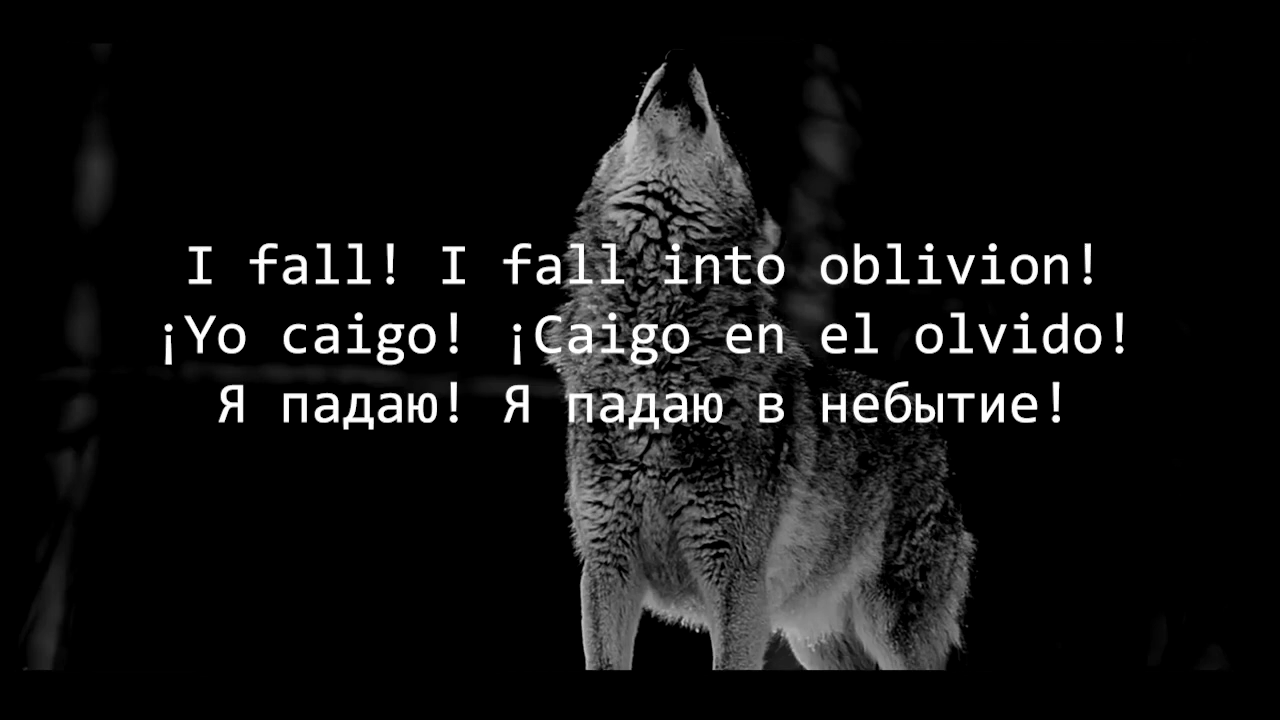 I fall! I fall into oblivion!
¡Yo caigo! ¡Caigo en el olvido!
Я падаю! Я падаю в небытие!